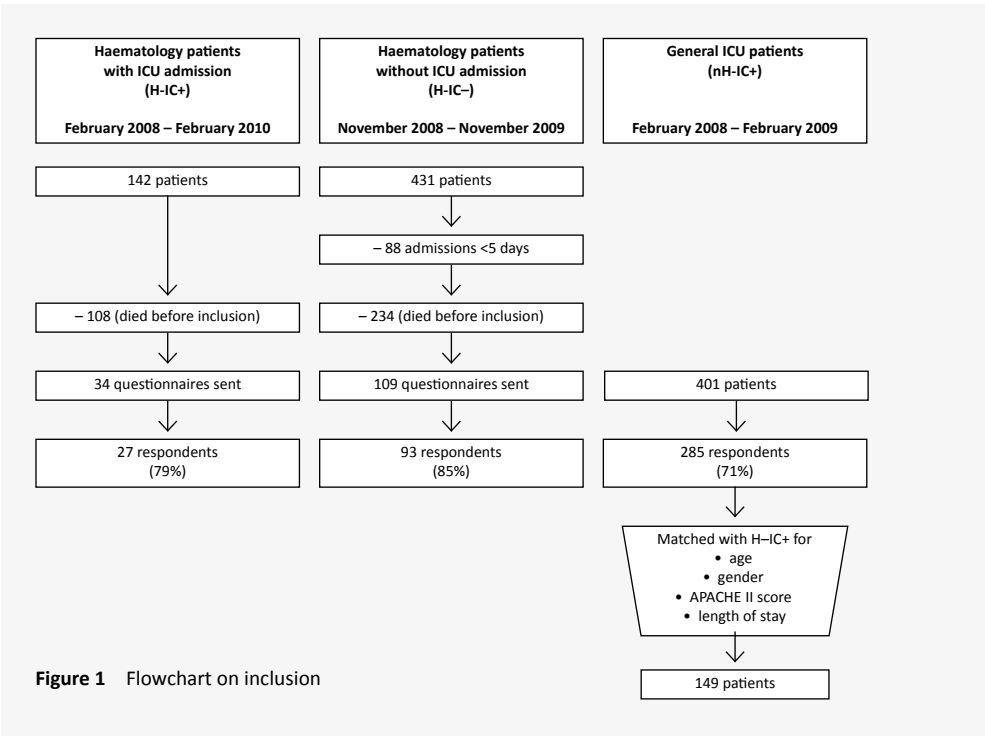 Haematology patients
with ICU admission
(H-IC+)
February 2008 – February 2010
Haematology patients
without ICU admission
(H-IC–)
November 2008 – November 2009
General ICU patients
(nH-IC+)
February 2008 – February 2009
142 patients
431 patients
– 88 admissions <5 days
– 108 (died before inclusion)
– 234 (died before inclusion)
34 questionnaires sent
109 questionnaires sent
401 patients
27 respondents
(79%)
93 respondents
(85%)
285 respondents
(71%)
Matched with H–IC+ for
• age
• gender
• APACHE II score
• length of stay
149 patients
Figure 1 Flowchart on inclusion